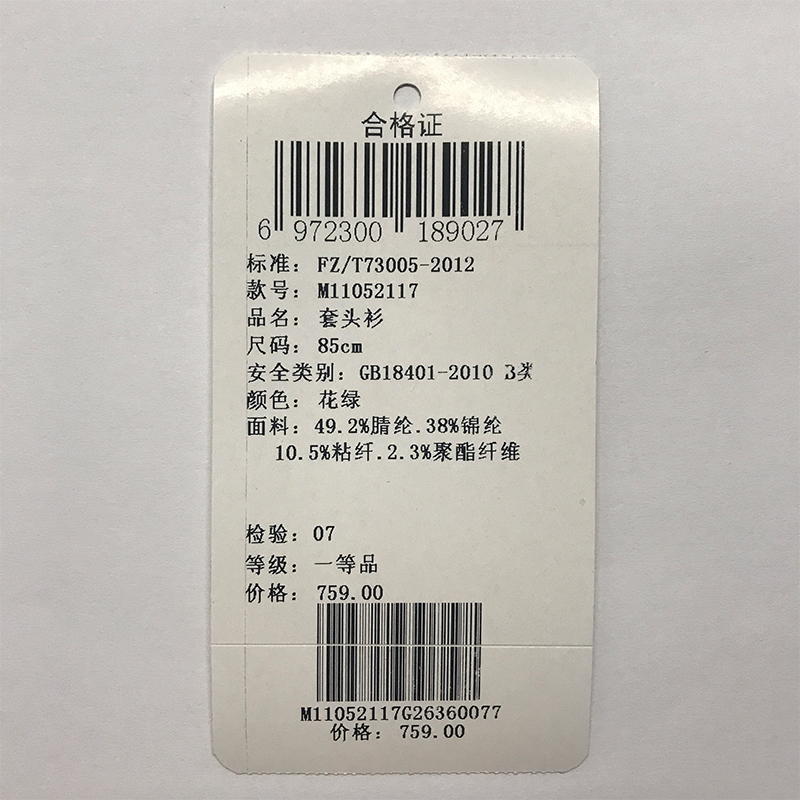 合格证
6 972300 189027
标准: FZ/T73005-2012
款号: M11052117
品名: 套头衫
尺码: 85cm
安全类别: GB18401-2010 B类
颜色: 花绿
面料: 49.2%腈纶.38%锦纶
10.5%粘纤.2.3%聚酯纤维
检验: 07
等级: 一等品
价格: 759.00
M11052117G26360077
价格: 759.00